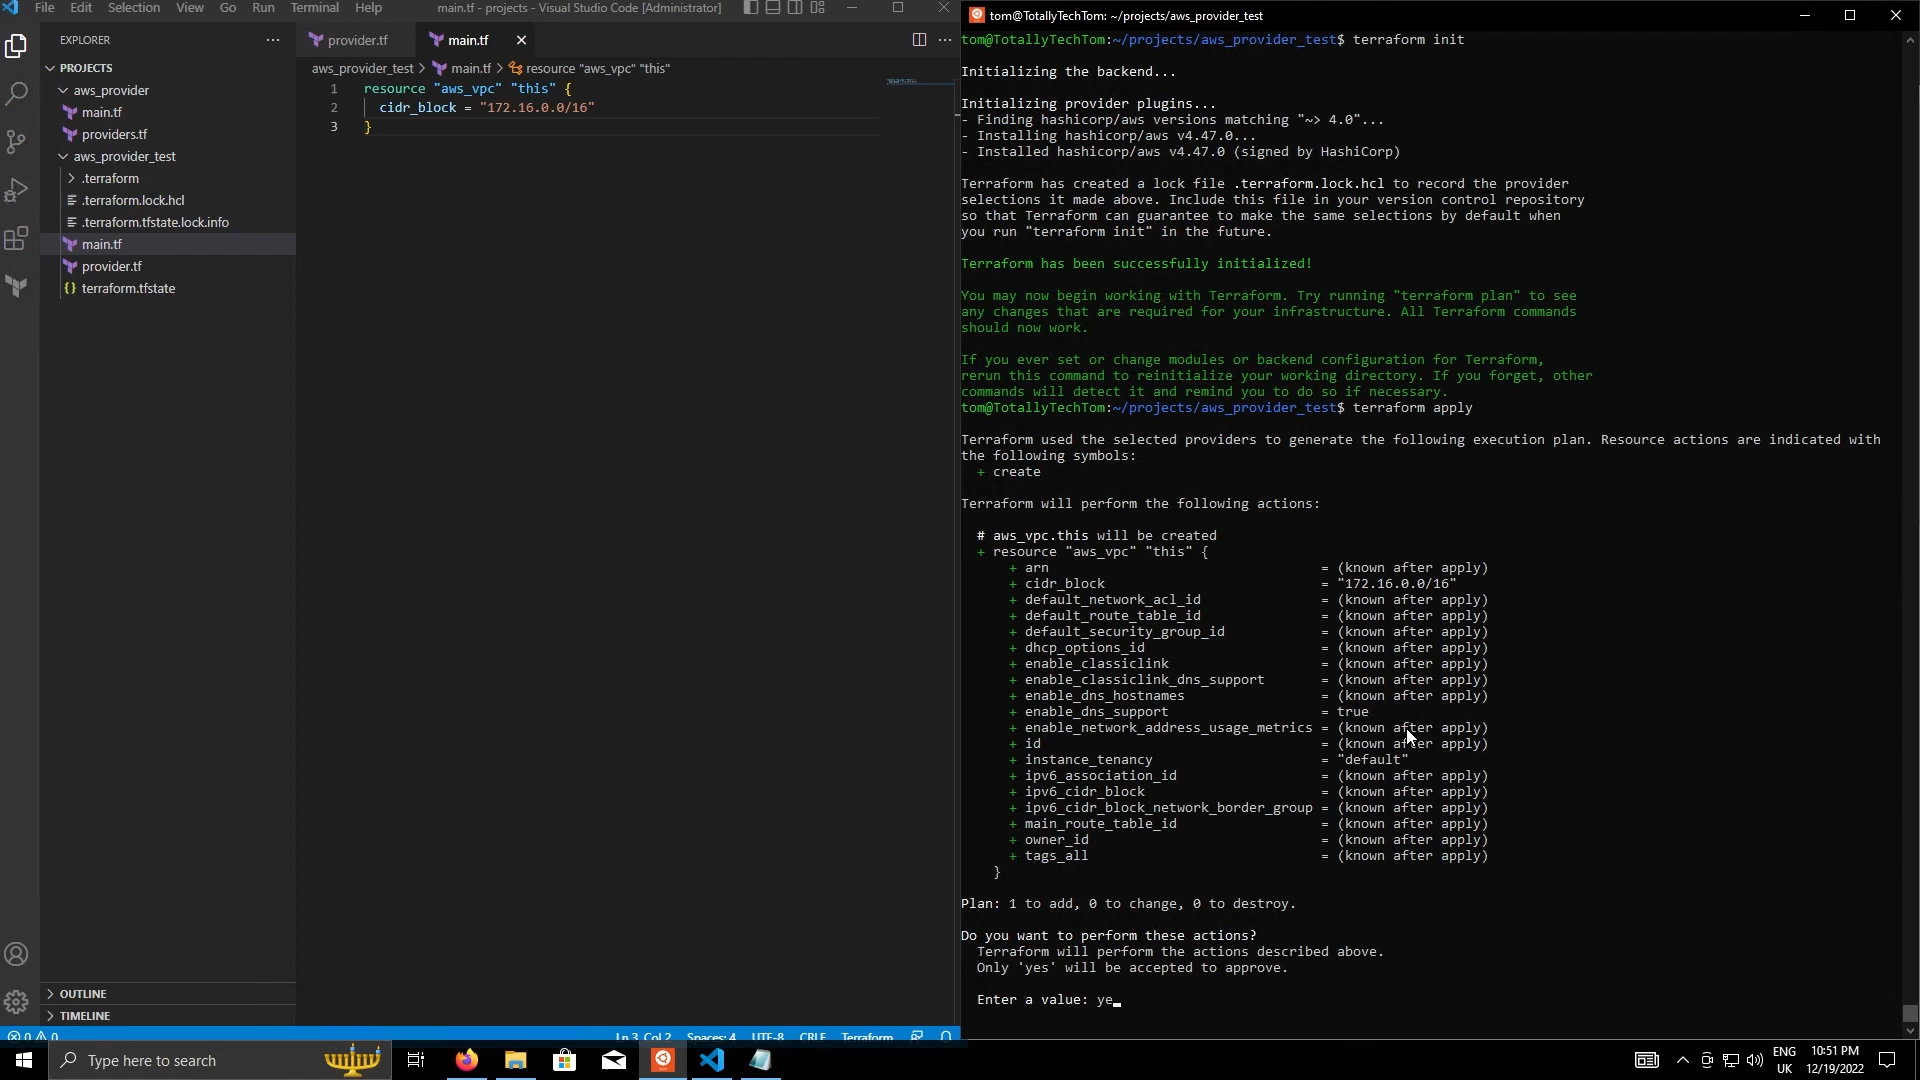 File Edit Selection View Go Run Terminal Help
main.tf - projects - Visual Studio Code [Administrator]
EXPLORER
PROJECTS
aws_provider
main.tf
providers.tf
aws_provider_test
.terraform
.terraform.lock.hcl
.terraform.tfstate.lock.info
main.tf
provider.tf
{} terraform.tfstate
OUTLINE
TIMELINE
provider.tf
main.tf
aws_provider_test > main.tf > resource "aws_vpc" "this"
1 resource "aws_vpc" "this" {
2 cidr_block = "172.16.0.0/16"
3 }
0 0
Ln 3, Col 2 Spaces: 4 UTF-8 CRLF Terraform
tom@TotallyTechTom: ~/projects/aws_provider_test
tom@TotallyTechTom:~/projects/aws_provider_test$ terraform init
Initializing the backend...
Initializing provider plugins...
- Finding hashicorp/aws versions matching "~> 4.0"...
- Installing hashicorp/aws v4.47.0...
- Installed hashicorp/aws v4.47.0 (signed by HashiCorp)
Terraform has created a lock file .terraform.lock.hcl to record the provider
selections it made above. Include this file in your version control repository
so that Terraform can guarantee to make the same selections by default when
you run "terraform init" in the future.
Terraform has been successfully initialized!
You may now begin working with Terraform. Try running "terraform plan" to see
any changes that are required for your infrastructure. All Terraform commands
should now work.
If you ever set or change modules or backend configuration for Terraform,
rerun this command to reinitialize your working directory. If you forget, other
commands will detect it and remind you to do so if necessary.
tom@TotallyTechTom:~/projects/aws_provider_test$ terraform apply
Terraform used the selected providers to generate the following execution plan. Resource actions are indicated with
the following symbols:
+ create
Terraform will perform the following actions:
# aws_vpc.this will be created
+ resource "aws_vpc" "this" {
+ arn = (known after apply)
+ cidr_block = "172.16.0.0/16"
+ default_network_acl_id = (known after apply)
+ default_route_table_id = (known after apply)
+ default_security_group_id = (known after apply)
+ dhcp_options_id = (known after apply)
+ enable_classiclink = (known after apply)
+ enable_classiclink_dns_support = (known after apply)
+ enable_dns_hostnames = (known after apply)
+ enable_dns_support = true
+ enable_network_address_usage_metrics = (known after apply)
+ id = (known after apply)
+ instance_tenancy = "default"
+ ipv6_association_id = (known after apply)
+ ipv6_cidr_block = (known after apply)
+ ipv6_cidr_block_network_border_group = (known after apply)
+ main_route_table_id = (known after apply)
+ owner_id = (known after apply)
+ tags_all = (known after apply)
}
Plan: 1 to add, 0 to change, 0 to destroy.
Do you want to perform these actions?
Terraform will perform the actions described above.
Only 'yes' will be accepted to approve.
Enter a value: ye
Type here to search
ENG
UK
10:51 PM
12/19/2022